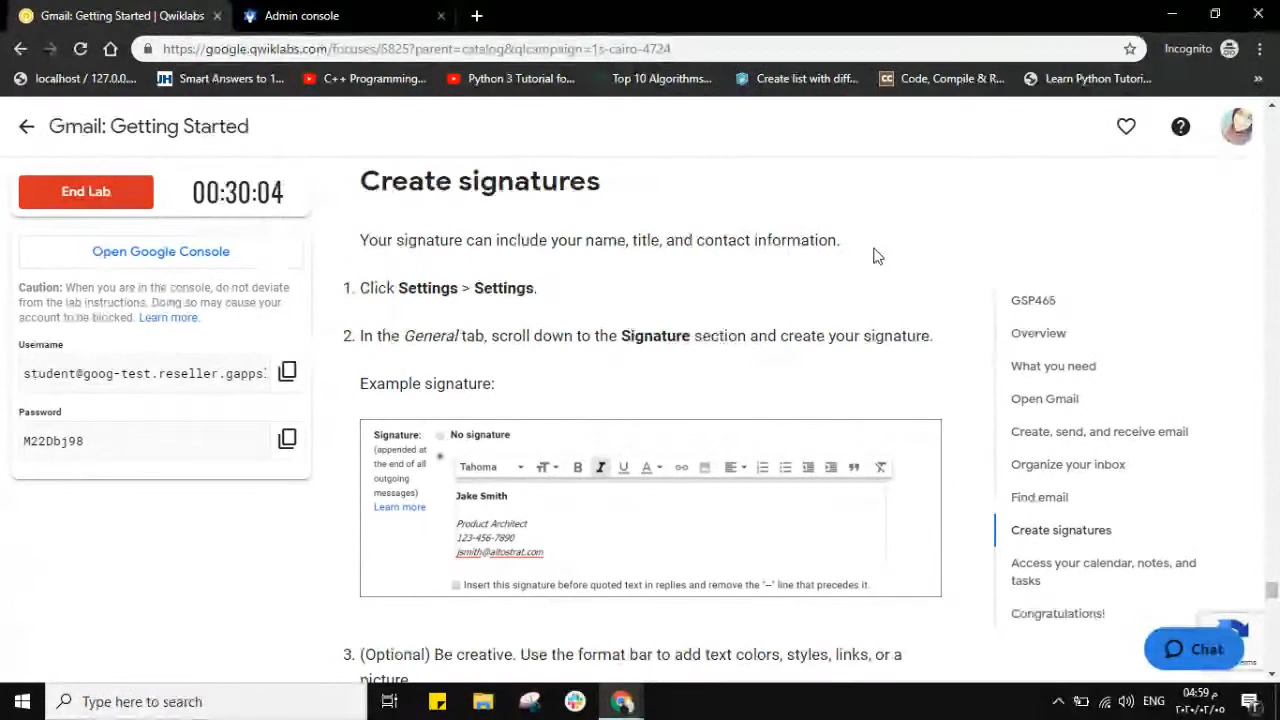 Gmail: Getting Started | Qwiklabs
Admin console
https://google.qwiklabs.com/focuses/5825?parent=catalog&qlcampaign=1s-cairo-4724
Incognito
localhost / 127.0.0....
Smart Answers to 1...
C++ Programming...
Python 3 Tutorial fo...
Top 10 Algorithms...
Create list with diff...
Code, Compile & R...
Learn Python Tutori...
»
Gmail: Getting Started
End Lab
00:30:04
Open Google Console
Caution: When you are in the console, do not deviate
from the lab instructions. Doing so may cause your
account to be blocked. Learn more.
Username
student@goog-test.reseller.gapps
Password
M22Dbj98
Create signatures
Your signature can include your name, title, and contact information.
1. Click Settings > Settings.
2. In the General tab, scroll down to the Signature section and create your signature.
Example signature:
Signature:
(appended at
the end of all
outgoing
messages)
Learn more
No signature
Tahoma
Jake Smith
Product Architect
123-456-7890
jsmith@altostrat.com
Insert this signature before quoted text in replies and remove the "--" line that precedes it.
3. (Optional) Be creative. Use the format bar to add text colors, styles, links, or a
picture
GSP465
Overview
What you need
Open Gmail
Create, send, and receive email
Organize your inbox
Find email
Create signatures
Access your calendar, notes, and
tasks
Congratulations!
Chat
Type here to search
ENG
04:59 م